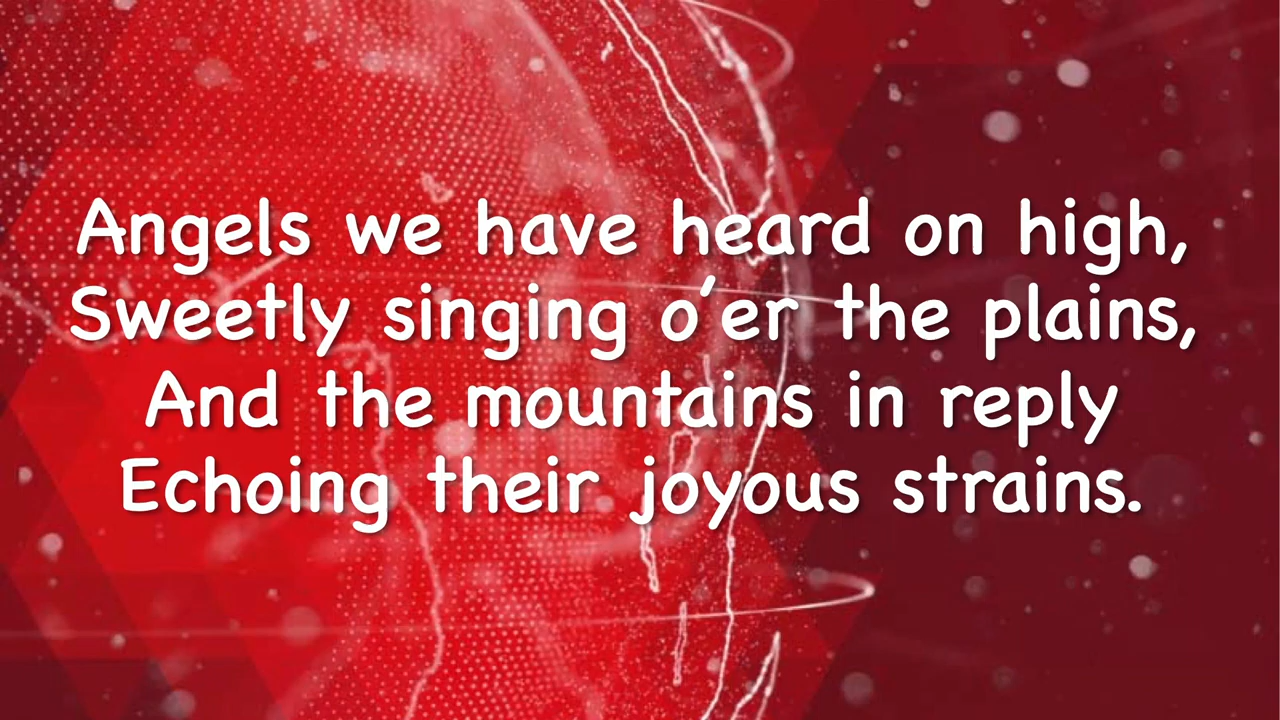 Angels we have heard on high,
Sweetly singing o’er the plains,
And the mountains in reply
Echoing their joyous strains.